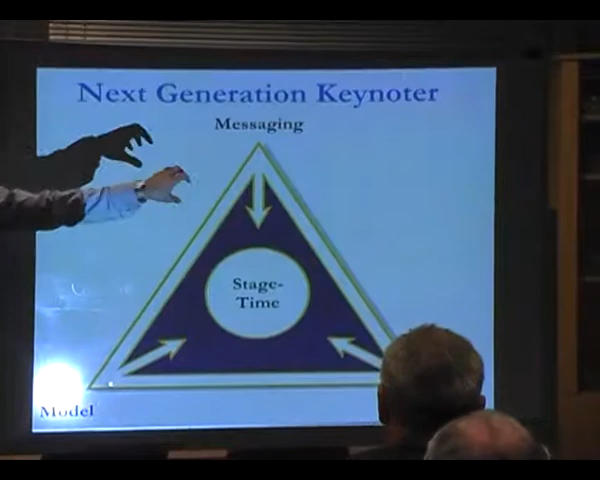 Next Generation Keynoter
Messaging
Stage-
Time
Model